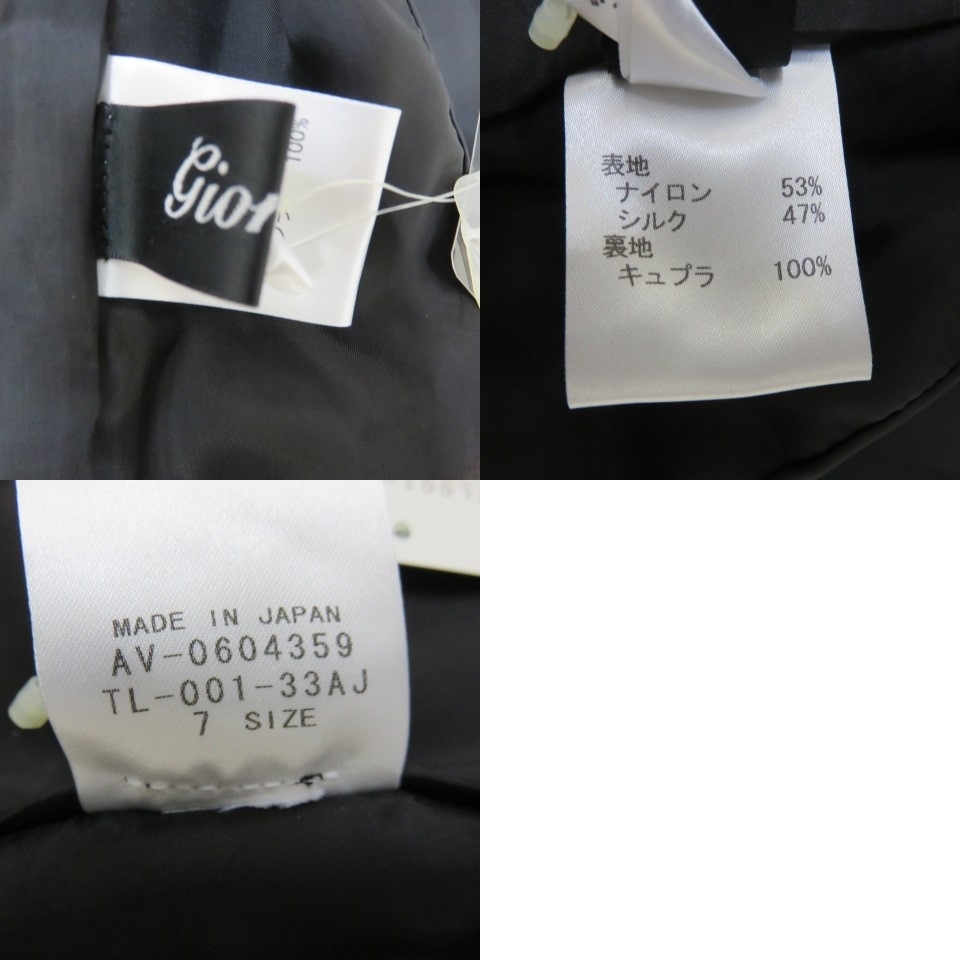 Gior
100%
表地
ナイロン 53%
シルク 47%
裏地
キュプラ 100%
MADE IN JAPAN
AV-0604359
TL-001-33AJ
7 SIZE